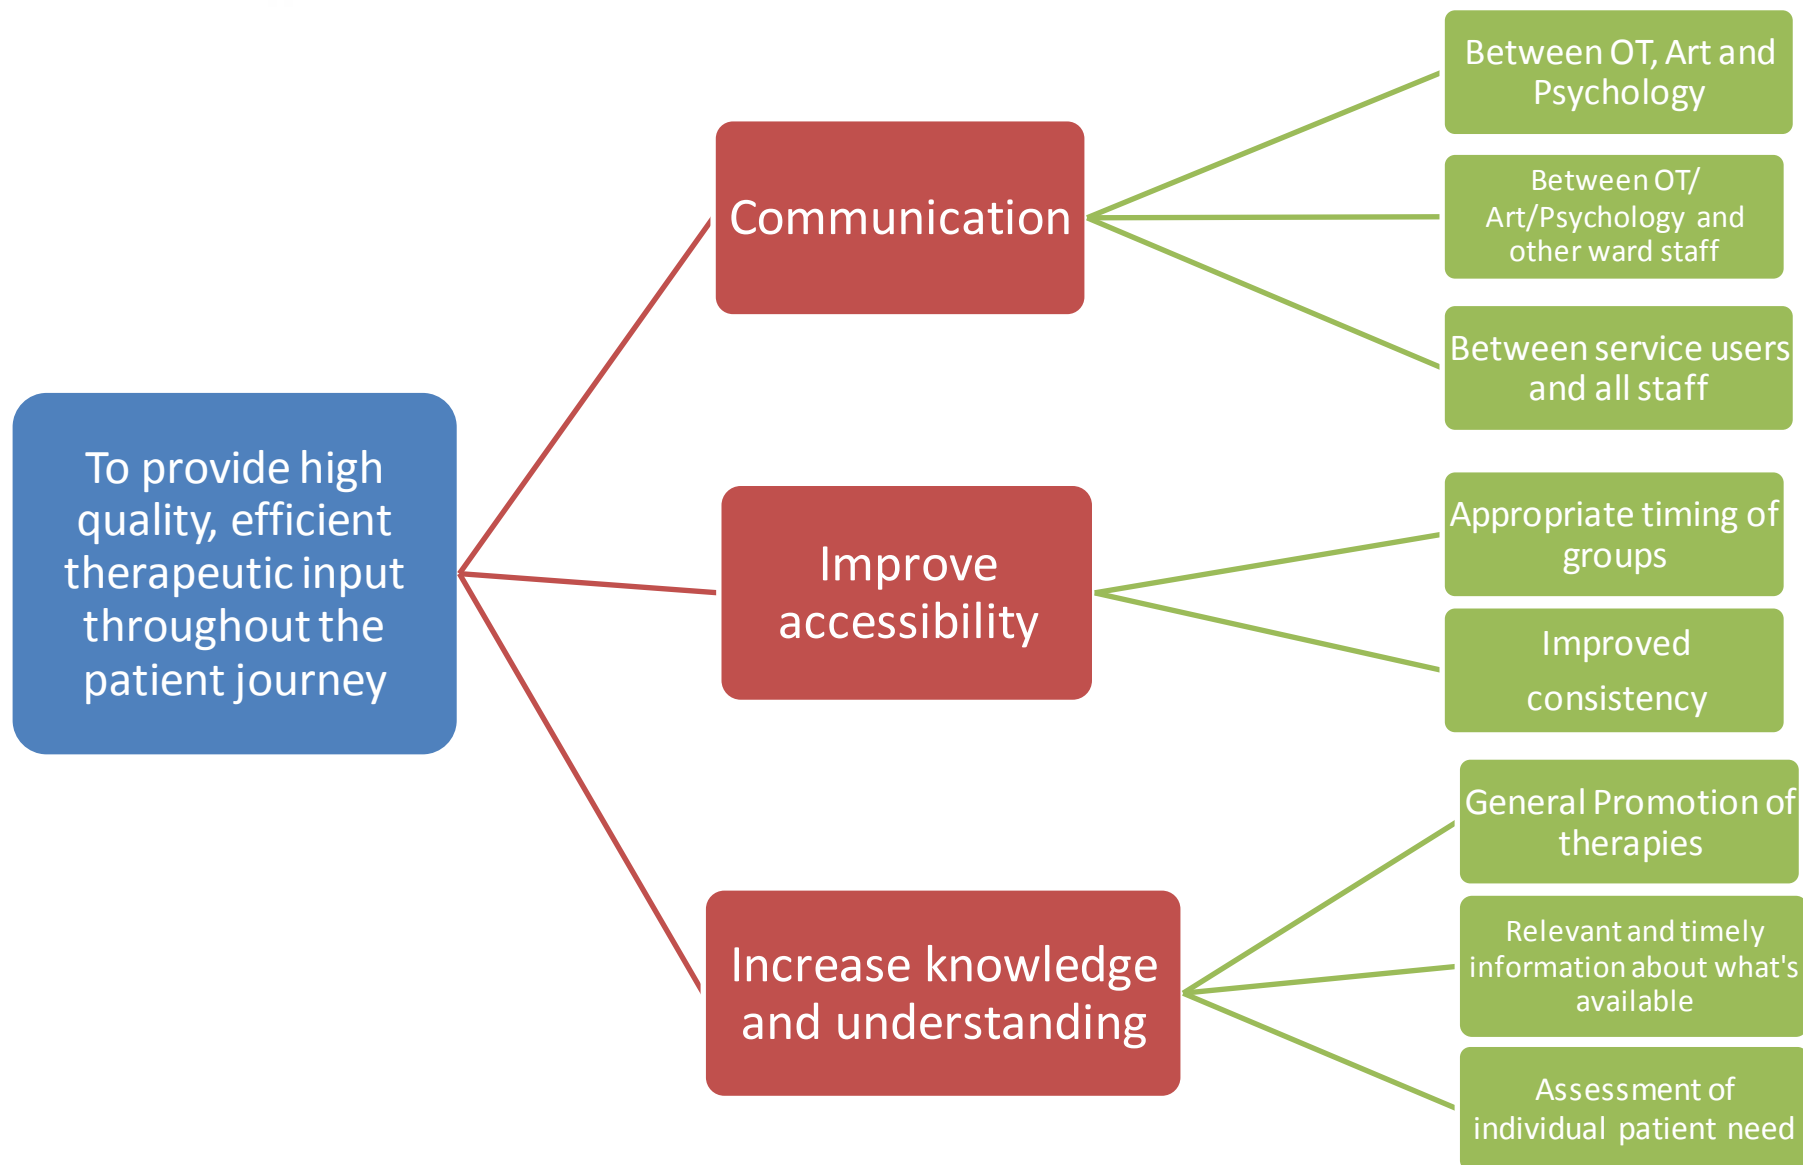 To provide high
quality, efficient
therapeutic input
throughout the
patient journey
Communication
Between OT, Art and
Psychology
Between OT/
Art/Psychology and
other ward staff
Between service users
and all staff
Improve
accessibility
Appropriate timing of
groups
Improved
consistency
Increase knowledge
and understanding
General Promotion of
therapies
Relevant and timely
information about what's
available
Assessment of
individual patient need